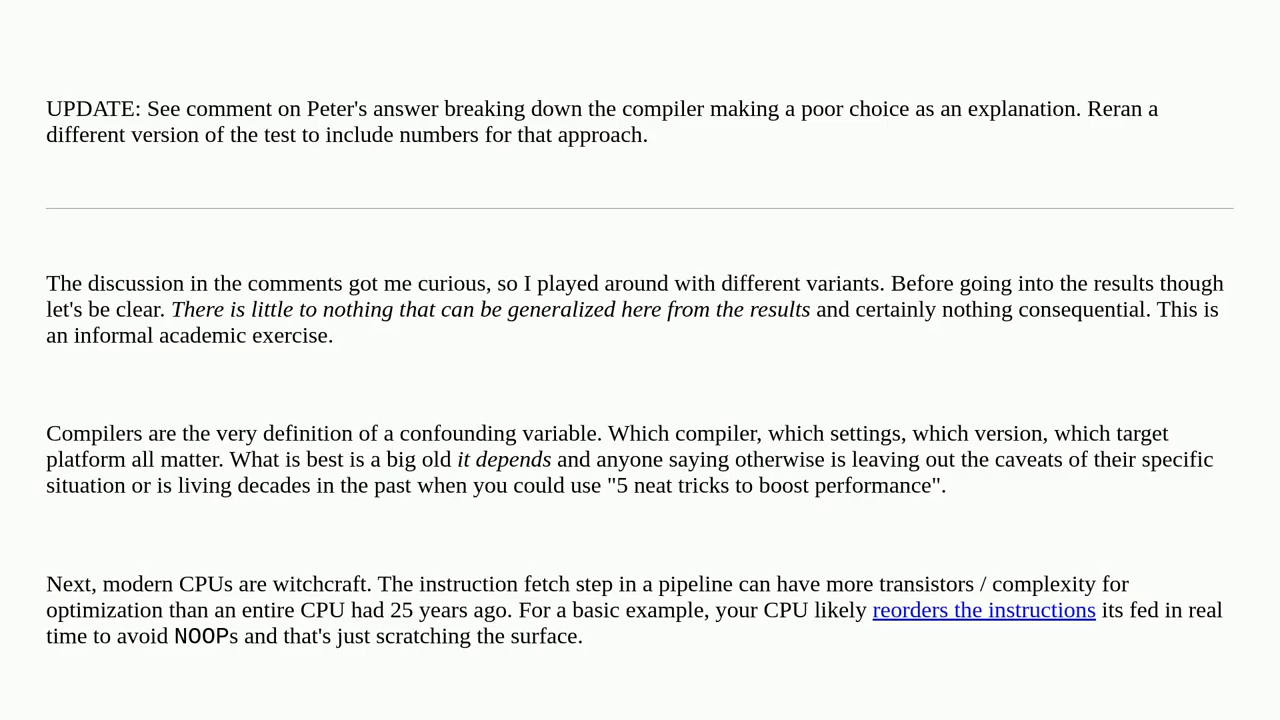 UPDATE: See comment on Peter's answer breaking down the compiler making a poor choice as an explanation. Reran a
different version of the test to include numbers for that approach.
The discussion in the comments got me curious, so I played around with different variants. Before going into the results though
let's be clear. There is little to nothing that can be generalized here from the results and certainly nothing consequential. This is
an informal academic exercise.
Compilers are the very definition of a confounding variable. Which compiler, which settings, which version, which target
platform all matter. What is best is a big old it depends and anyone saying otherwise is leaving out the caveats of their specific
situation or is living decades in the past when you could use "5 neat tricks to boost performance".
Next, modern CPUs are witchcraft. The instruction fetch step in a pipeline can have more transistors / complexity for
optimization than an entire CPU had 25 years ago. For a basic example, your CPU likely reorders the instructions its fed in real
time to avoid NOOPs and that's just scratching the surface.